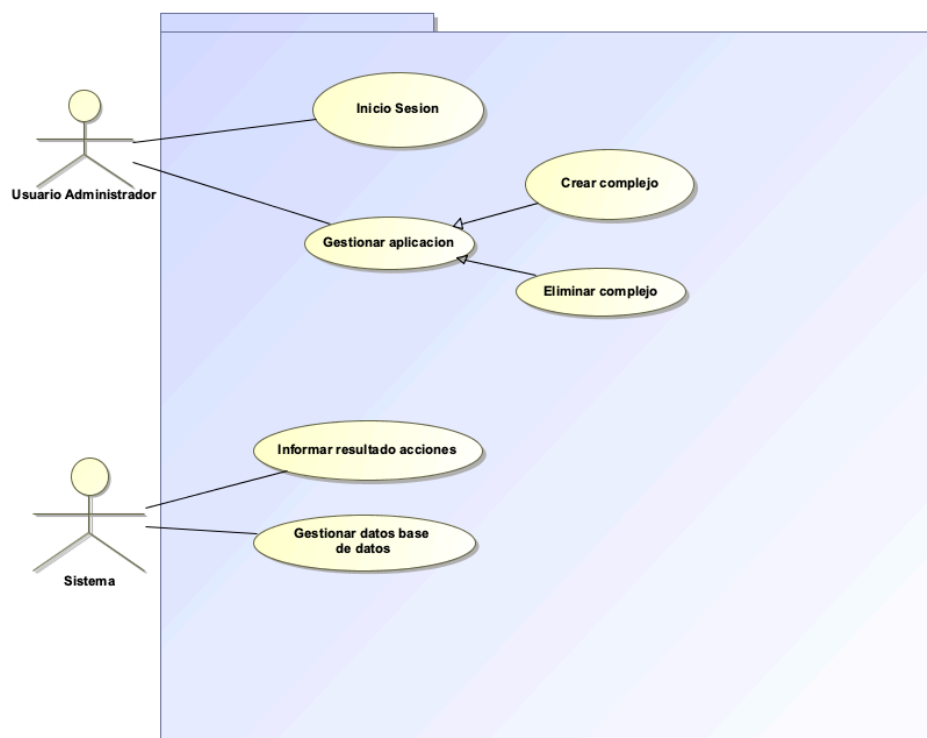 Inicio Sesion
Usuario Administrador
Crear complejo
Gestionar aplicacion
Eliminar complejo
Informar resultado acciones
Gestionar datos base
de datos
Sistema